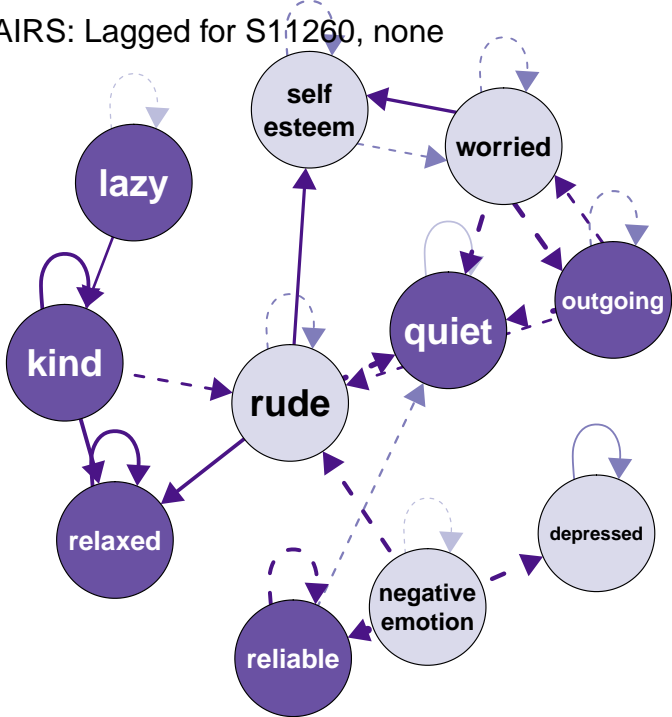 AIRS: Lagged for S11260, none
self
esteem
worried
lazy
outgoing
quiet
kind
rude
depressed
relaxed
negative
emotion
reliable